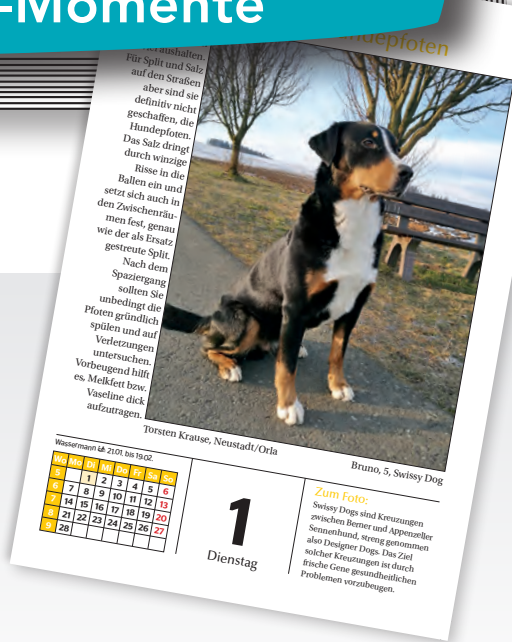 -Momente
ndepfoten
aushalten.
Für Split und Salz
auf den Straßen
aber sind sie
definitiv nicht
geschaffen, die
Hundepfoten.
Das Salz dringt
durch winzige
Risse in die
Ballen ein und
setzt sich auch in
den Zwischenräu-
men fest, genau
wie der als Ersatz
gestreute Split.
Nach dem
Spaziergang
sollten Sie
unbedingt die
Pfoten gründlich
spülen und auf
Verletzungen
untersuchen.
Vorbeugend hilft
es, Melkfett bzw.
Vaseline dick
aufzutragen.
Torsten Krause, Neustadt/Orla
Bruno, 5, Swissy Dog
Wassermann 21.01. bis 19.02.
We Mo Di Mi Do Fr Sa So
5 1 2 3 4 5 6
6 7 8 9 10 11 12 13
7 14 15 16 17 18 19 20
8 21 22 23 24 25 26 27
9 28
1
Dienstag
Zum Foto:
Swissy Dogs sind Kreuzungen
zwischen Berner und Appenzeller
Sennenhund, streng genommen
also Designer Dogs. Das Ziel
solcher Kreuzungen ist durch
frische Gene gesundheitlichen
Problemen vorzubeugen.